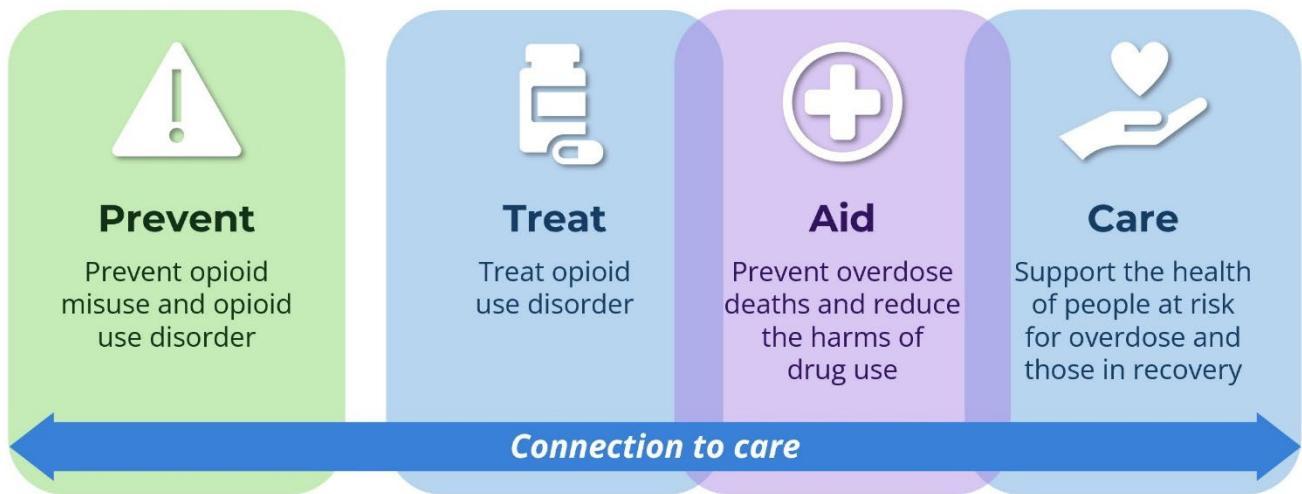 Prevent
Prevent opioid
misuse and opioid
use disorder
Treat
Treat opioid
use disorder
Aid
Prevent overdose
deaths and reduce
the harms of
drug use
Care
Support the health
of people at risk
for overdose and
those in recovery
Connection to care